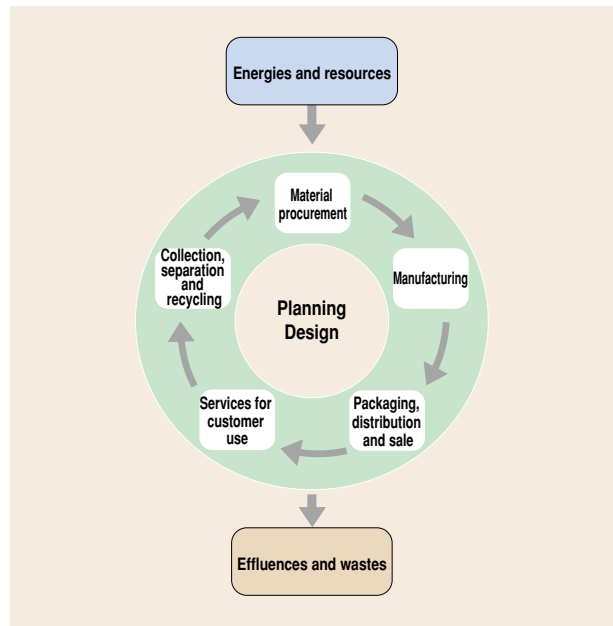 Energies and resources
Material
procurement
Manufacturing
Packaging,
distribution
and sale
Services for
customer
use
Collection,
separation
and
recycling
Planning
Design
Effluences and wastes